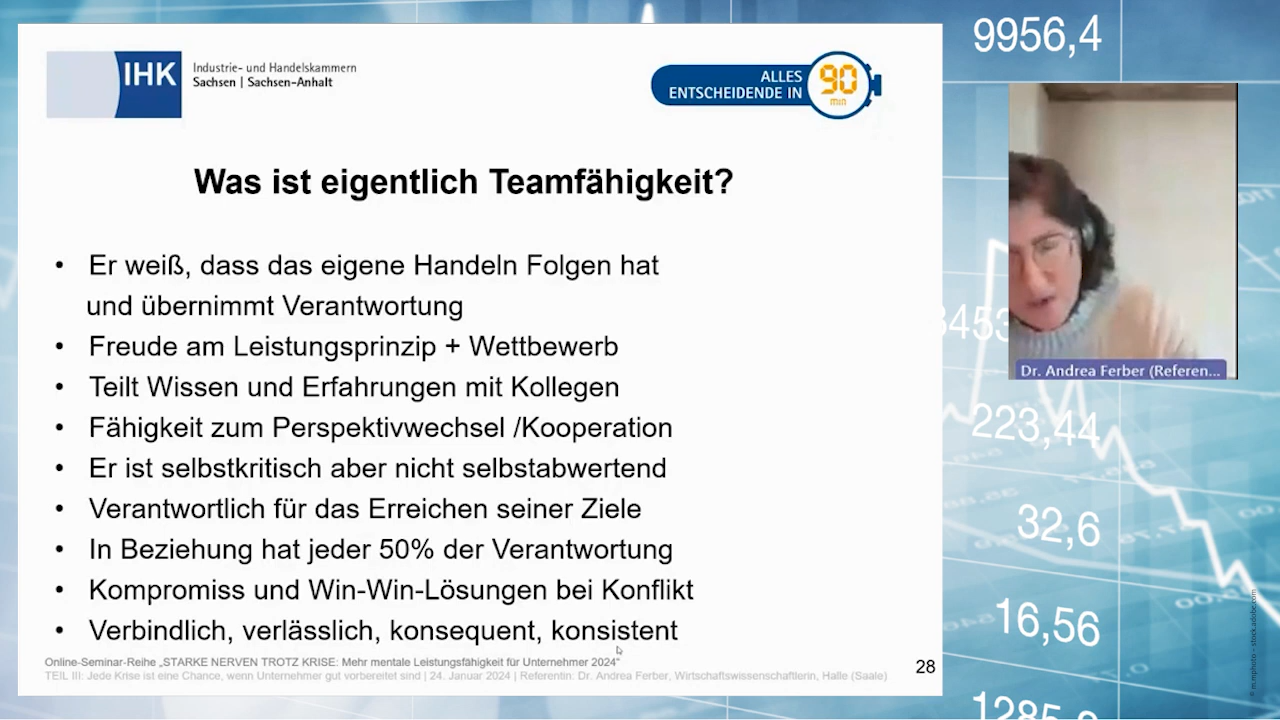 IHK
Industrie- und Handelskammern
Sachsen | Sachsen-Anhalt
ALLES
ENTSCHEIDENDE IN
90
min
Was ist eigentlich Teamfähigkeit?
• Er weiß, dass das eigene Handeln Folgen hat
und übernimmt Verantwortung
• Freude am Leistungsprinzip + Wettbewerb
• Teilt Wissen und Erfahrungen mit Kollegen
• Fähigkeit zum Perspektivwechsel /Kooperation
• Er ist selbstkritisch aber nicht selbstabwertend
• Verantwortlich für das Erreichen seiner Ziele
• In Beziehung hat jeder 50% der Verantwortung
• Kompromiss und Win-Win-Lösungen bei Konflikt
• Verbindlich, verlässlich, konsequent, konsistent
Online-Seminar-Reihe „STARKE NERVEN TROTZ KRISE: Mehr mentale Leistungsfähigkeit für Unternehmer 2024"
TEIL III: Jede Krise ist eine Chance, wenn Unternehmer gut vorbereitet sind | 24. Januar 2024 | Referentin: Dr. Andrea Ferber, Wirtschaftswissenschaftlerin, Halle (Saale)
28
9956,4
Dr. Andrea Ferber (Referen...
223,44
32,6
16,56